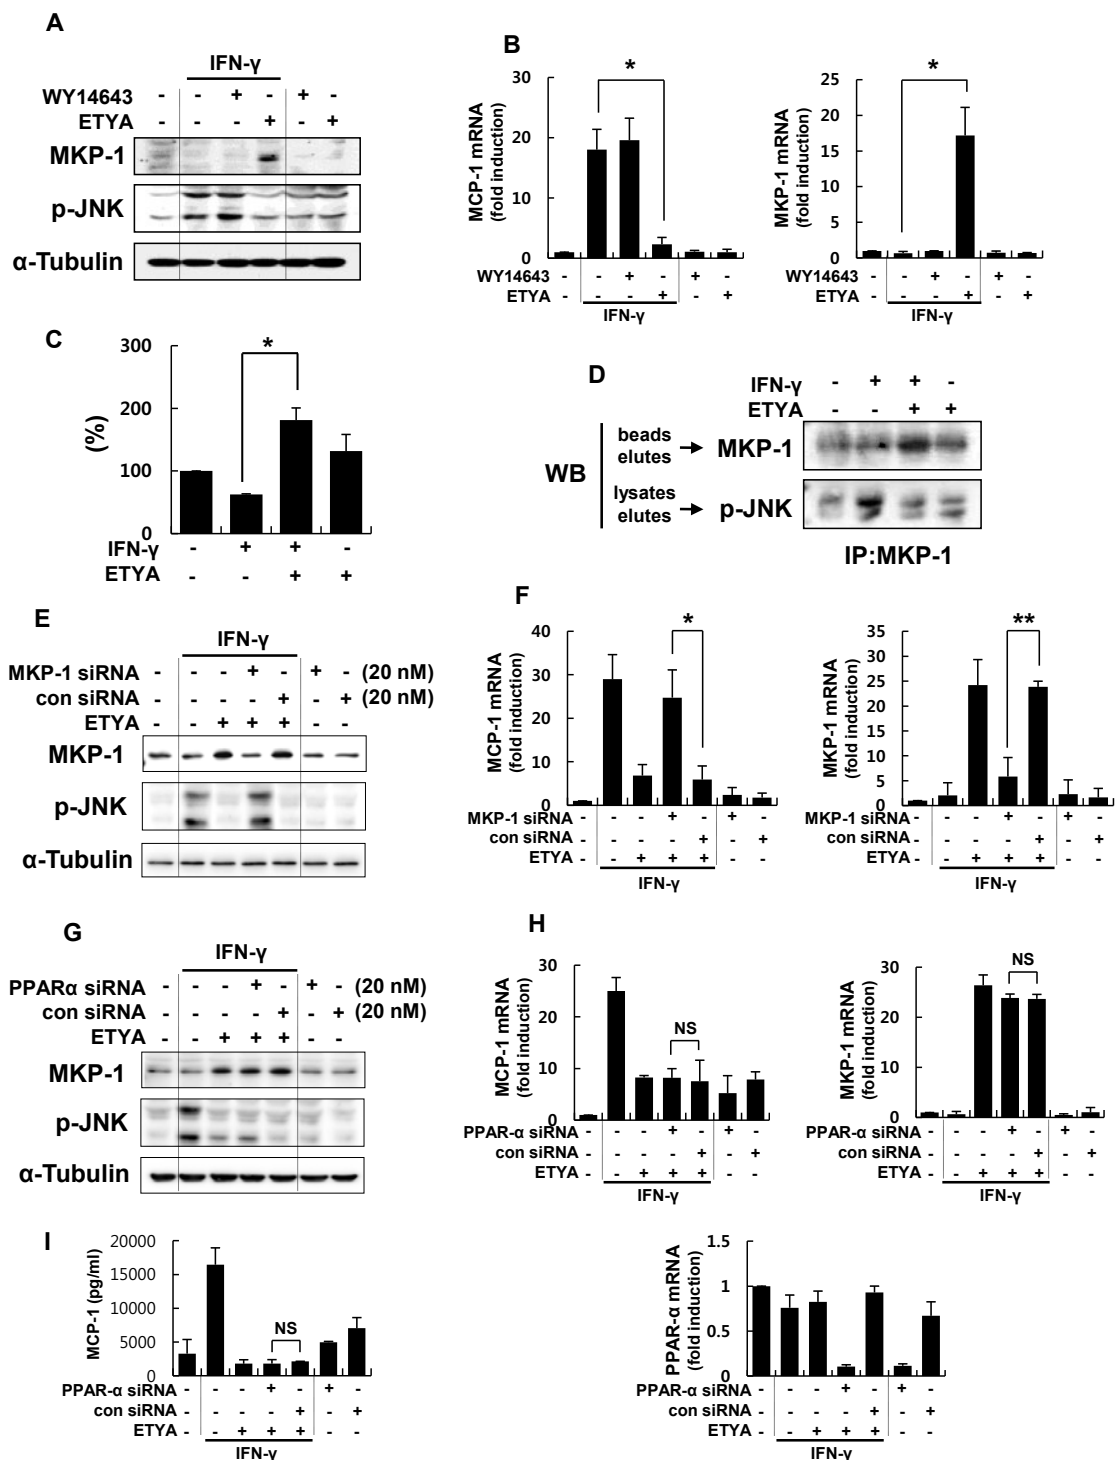 A
IFN-γ
WY14643 - - + - + -
ETYA - - - + - +
MKP-1
p-JNK
α-Tubulin
B
MCP-1 mRNA
(fold induction)
30
20
10
0
*
WY14643 - - + - + -
ETYA - - - + - +
IFN-γ
MKP-1 mRNA
(fold induction)
25
20
15
10
5
0
*
WY14643 - - + - + -
ETYA - - - + - +
IFN-γ
C
(%)
300
200
100
0
*
IFN-γ - + + -
ETYA - - + +
D
IFN-γ - + + -
ETYA - - + +
WB
beads
elutes
MKP-1
lysates
elutes
p-JNK
IP:MKP-1
E
IFN-γ
MKP-1 siRNA - - - + - + - (20 nM)
con siRNA - - - - + - + (20 nM)
ETYA - - + + + - -
MKP-1
p-JNK
α-Tubulin
F
MCP-1 mRNA
(fold induction)
40
30
20
10
0
*
MKP-1 siRNA - - - + - + -
con siRNA - - - - + - +
ETYA - - + + + - -
IFN-γ
MKP-1 mRNA
(fold induction)
35
30
25
20
15
10
5
0
**
MKP-1 siRNA - - - + - + -
con siRNA - - - - + - +
ETYA - - + + + - -
IFN-γ
G
IFN-γ
PPARα siRNA - - - + - + - (20 nM)
con siRNA - - - - + - + (20 nM)
ETYA - - + + + - -
MKP-1
p-JNK
α-Tubulin
H
MCP-1 mRNA
(fold induction)
30
20
10
0
NS
PPAR-α siRNA - - - + - + -
con siRNA - - - - + - +
ETYA - - + + + - -
IFN-γ
MKP-1 mRNA
(fold induction)
30
20
10
0
NS
PPAR-α siRNA - - - + - + -
con siRNA - - - - + - +
ETYA - - + + + - -
IFN-γ
I
MCP-1 (pg/ml)
20000
15000
10000
5000
0
NS
PPAR-α siRNA - - - + - + -
con siRNA - - - - + - +
ETYA - - + + + - -
IFN-γ
PPAR-α mRNA
(fold induction)
1.5
1
0.5
0
PPAR-α siRNA - - - + - + -
con siRNA - - - - + - +
ETYA - - + + + - -
IFN-γ